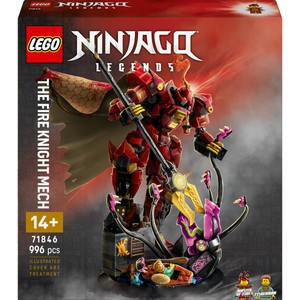 LEGO
NINJAGO
LEGENDS
THE FIRE KNIGHT MECH
14+
71846
996 pcs
ILLUSTRATED
COVER ART
TREATMENT